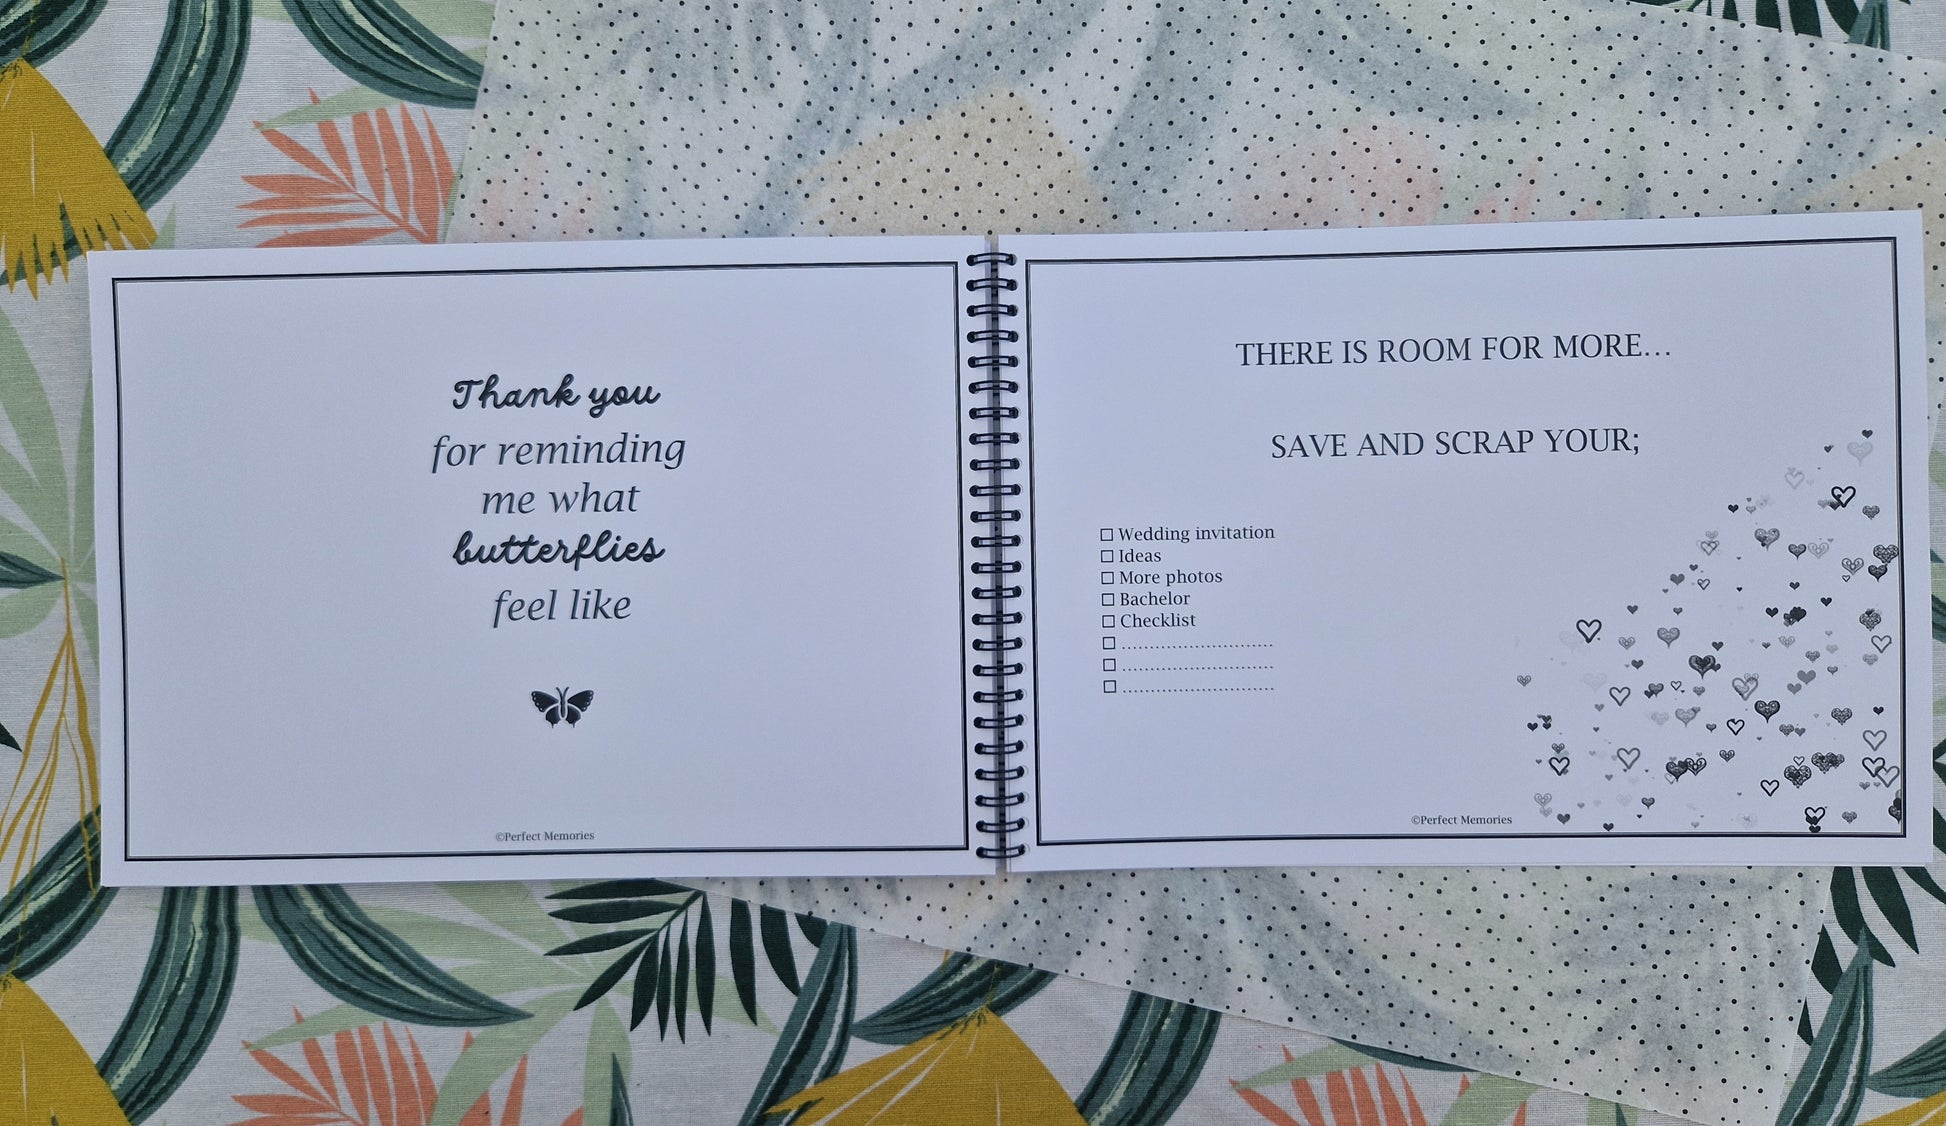 Thank you
for reminding
me what
butterflies
feel like
©Perfect Memories
THERE IS ROOM FOR MORE...
SAVE AND SCRAP YOUR;
☐ Wedding invitation
☐ Ideas
☐ More photos
☐ Bachelor
☐ Checklist
☐ ............................
☐ ............................
☐ ............................
©Perfect Memories